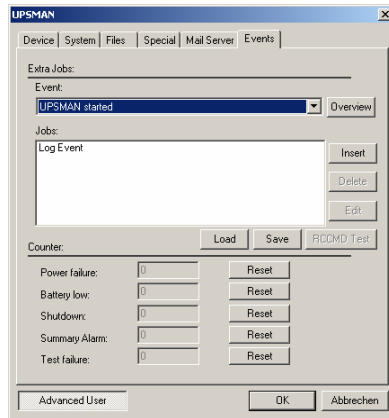 UPSMAN
Device System Files Special Mail Server Events
Extra Jobs:
Event:
UPSMAN started Overview
Jobs:
Log Event
Insert
Delete
Edit
Load Save RCCMD Test
Counter:
Power failure: 0 Reset
Battery low: 0 Reset
Shutdown: 0 Reset
Summary Alarm: 0 Reset
Test failure: 0 Reset
Advanced User OK Abbrechen